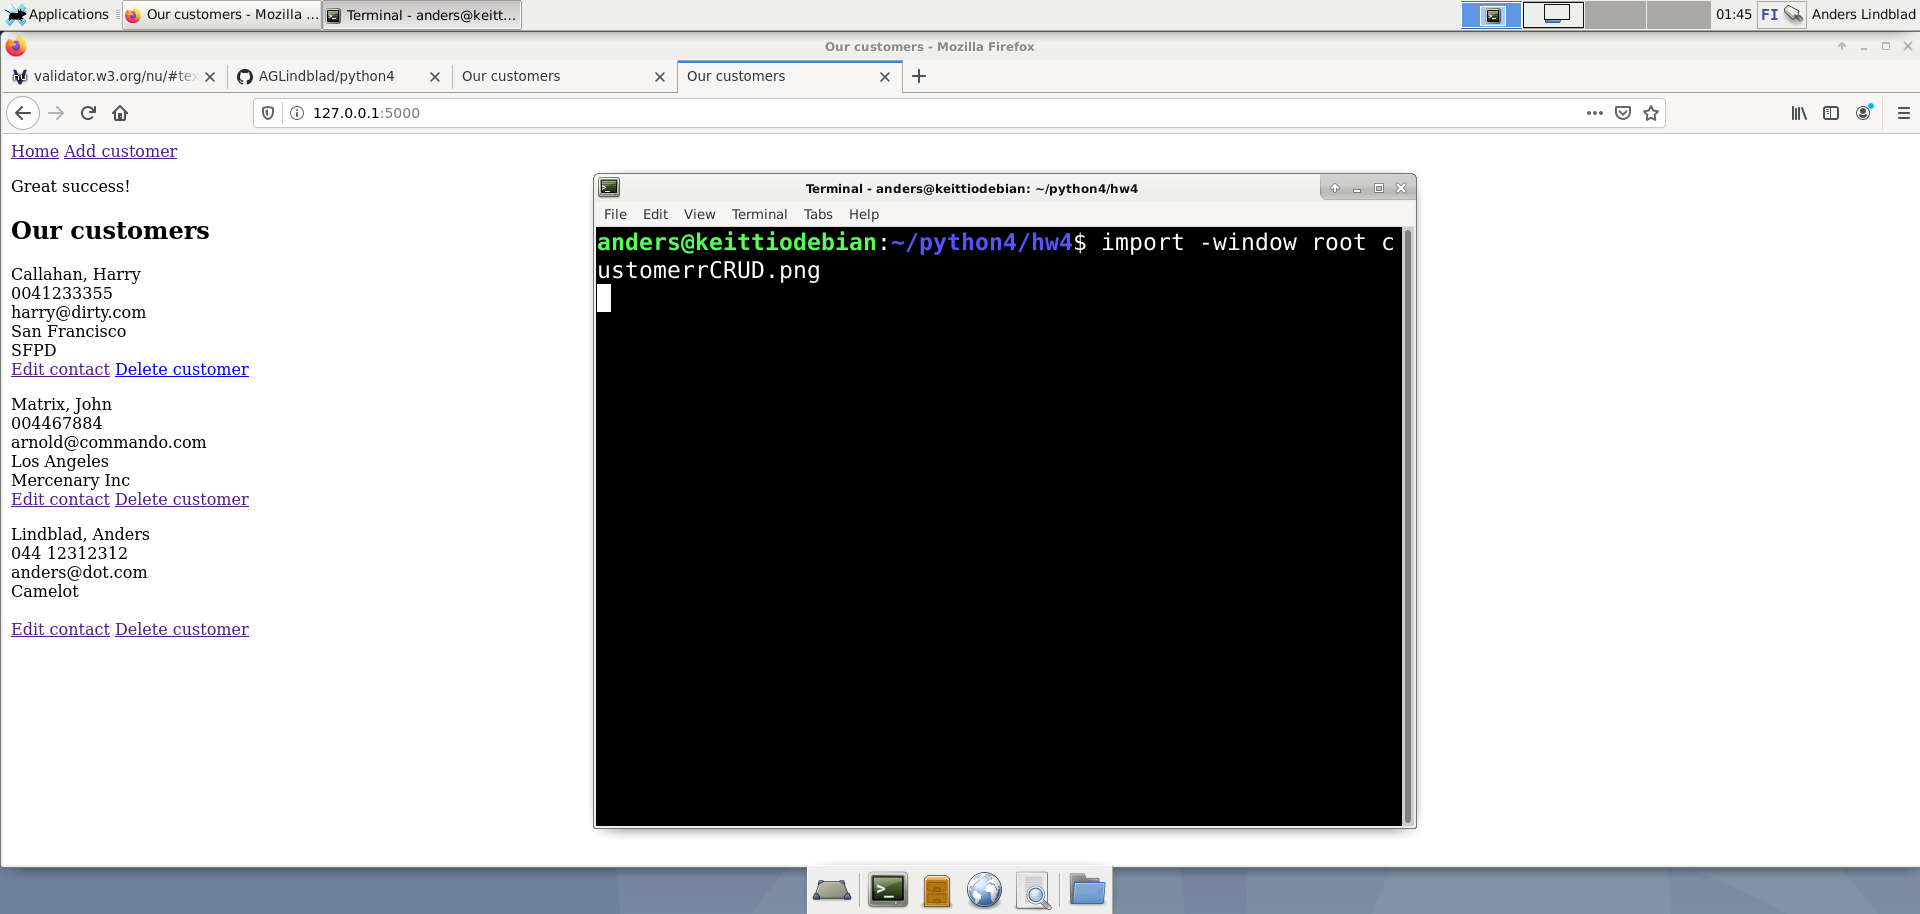 Applications
Our customers - Mozilla ...
Terminal - anders@keitt...
01:45
FI
Anders Lindblad
Our customers - Mozilla Firefox
validator.w3.org/nu/#te
AGLindblad/python4
Our customers
Our customers
127.0.0.1:5000
Home Add customer
Great success!
Our customers
Callahan, Harry
0041233355
harry@dirty.com
San Francisco
SFPD
Edit contact Delete customer
Matrix, John
004467884
arnold@commando.com
Los Angeles
Mercenary Inc
Edit contact Delete customer
Lindblad, Anders
044 12312312
anders@dot.com
Camelot
Edit contact Delete customer
Terminal - anders@keittiodebian: ~/python4/hw4
File Edit View Terminal Tabs Help
anders@keittiodebian:~/python4/hw4$ import -window root c
ustomerrCRUD.png